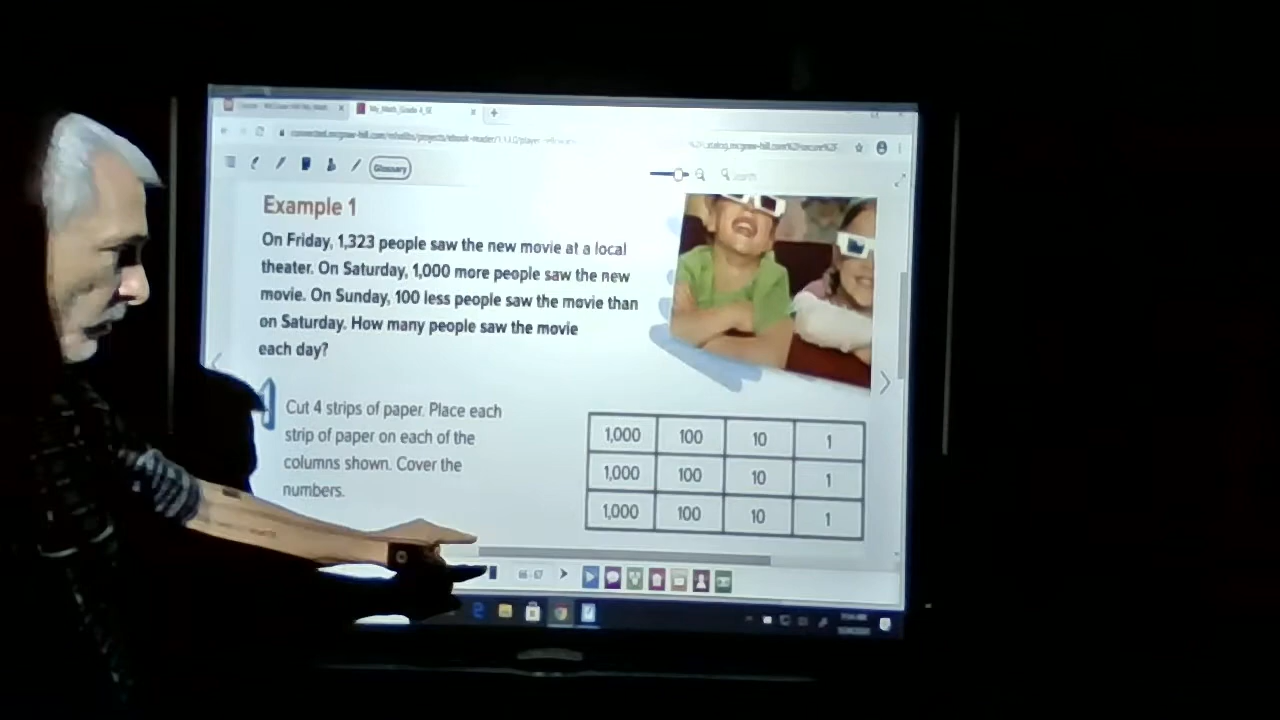 My_Math_Grade 4_SE
Glossary
Example 1
On Friday, 1,323 people saw the new movie at a local
theater. On Saturday, 1,000 more people saw the new
movie. On Sunday, 100 less people saw the movie than
on Saturday. How many people saw the movie
each day?
Cut 4 strips of paper. Place each
strip of paper on each of the
columns shown. Cover the
numbers.
1,000 100 10 1
1,000 100 10 1
1,000 100 10 1